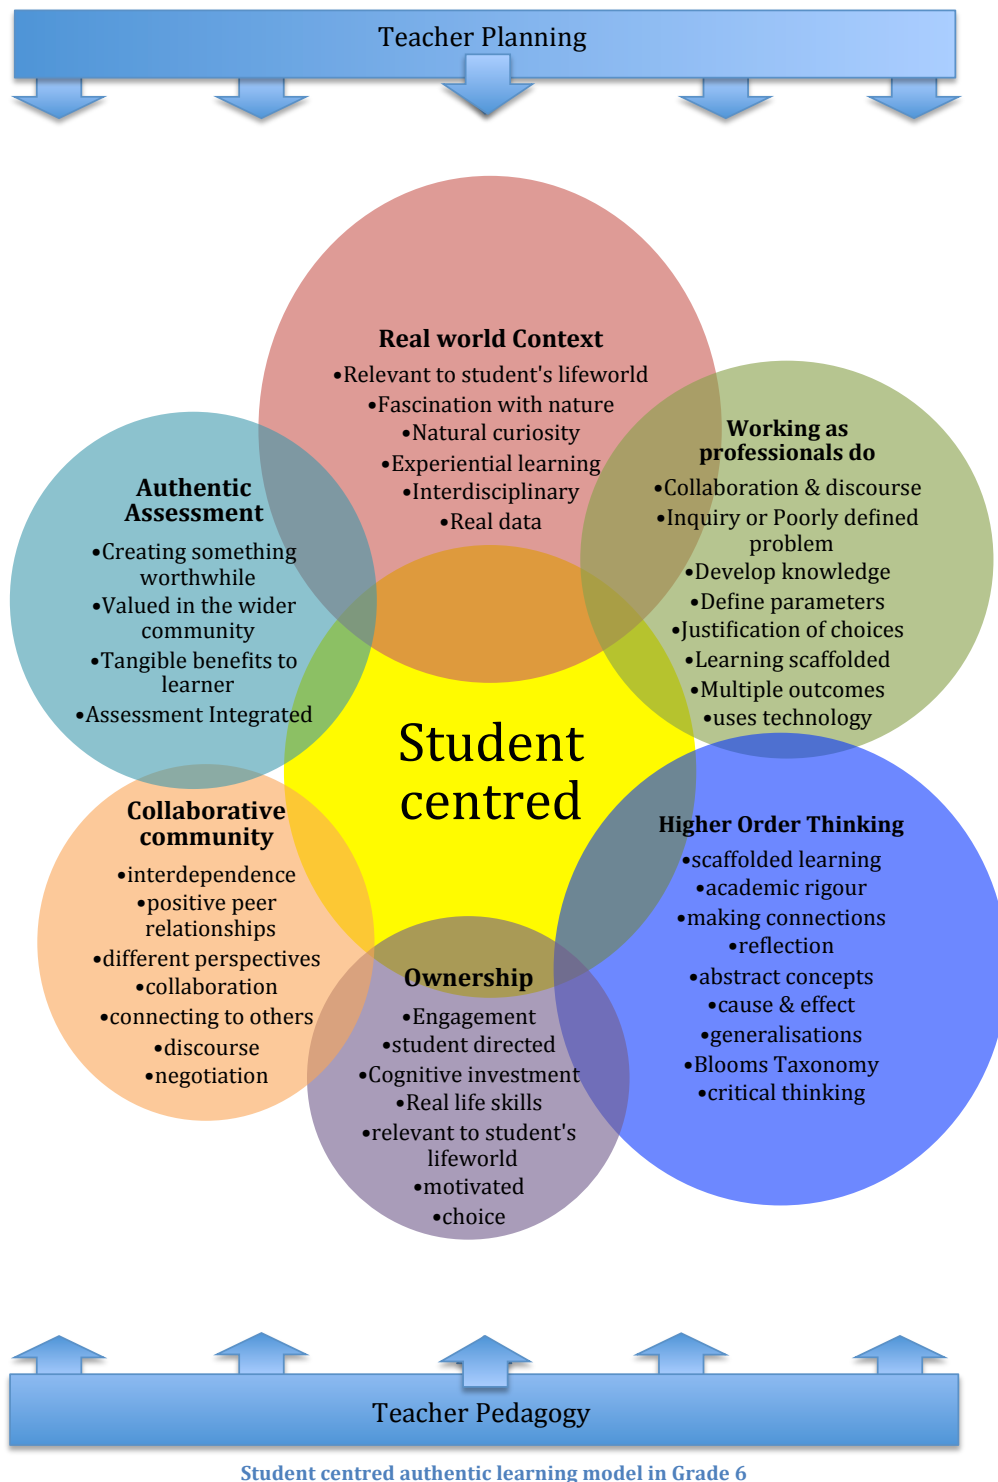 Teacher Planning
Real world Context
•Relevant to student's lifeworld
•Fascination with nature
•Natural curiosity
•Experiential learning
•Interdisciplinary
•Real data
Working as
professionals do
•Collaboration & discourse
•Inquiry or Poorly defined
problem
•Develop knowledge
•Define parameters
•Justification of choices
•Learning scaffolded
•Multiple outcomes
•uses technology
Authentic
Assessment
•Creating something
worthwhile
•Valued in the wider
community
•Tangible benefits to
learner
•Assessment Integrated
Student
centred
Collaborative
community
•interdependence
•positive peer
relationships
•different perspectives
•collaboration
•connecting to others
•discourse
•negotiation
Higher Order Thinking
•scaffolded learning
•academic rigour
•making connections
•reflection
•abstract concepts
•cause & effect
•generalisations
•Blooms Taxonomy
•critical thinking
Ownership
•Engagement
•student directed
•Cognitive investment
•Real life skills
•relevant to student's
lifeworld
•motivated
•choice
Teacher Pedagogy
Student centred authentic learning model in Grade 6